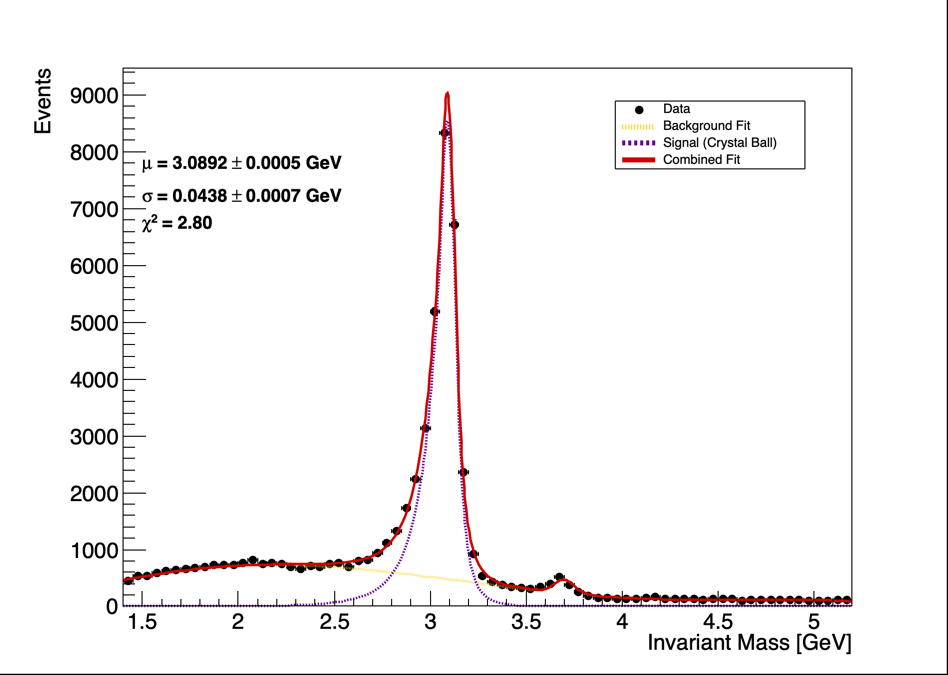 Events
9000
8000
7000
6000
5000
4000
3000
2000
1000
0
μ = 3.0892 ± 0.0005 GeV
σ = 0.0438 ± 0.0007 GeV
χ² = 2.80
Data
Background Fit
Signal (Crystal Ball)
Combined Fit
1.5 2 2.5 3 3.5 4 4.5 5
Invariant Mass [GeV]